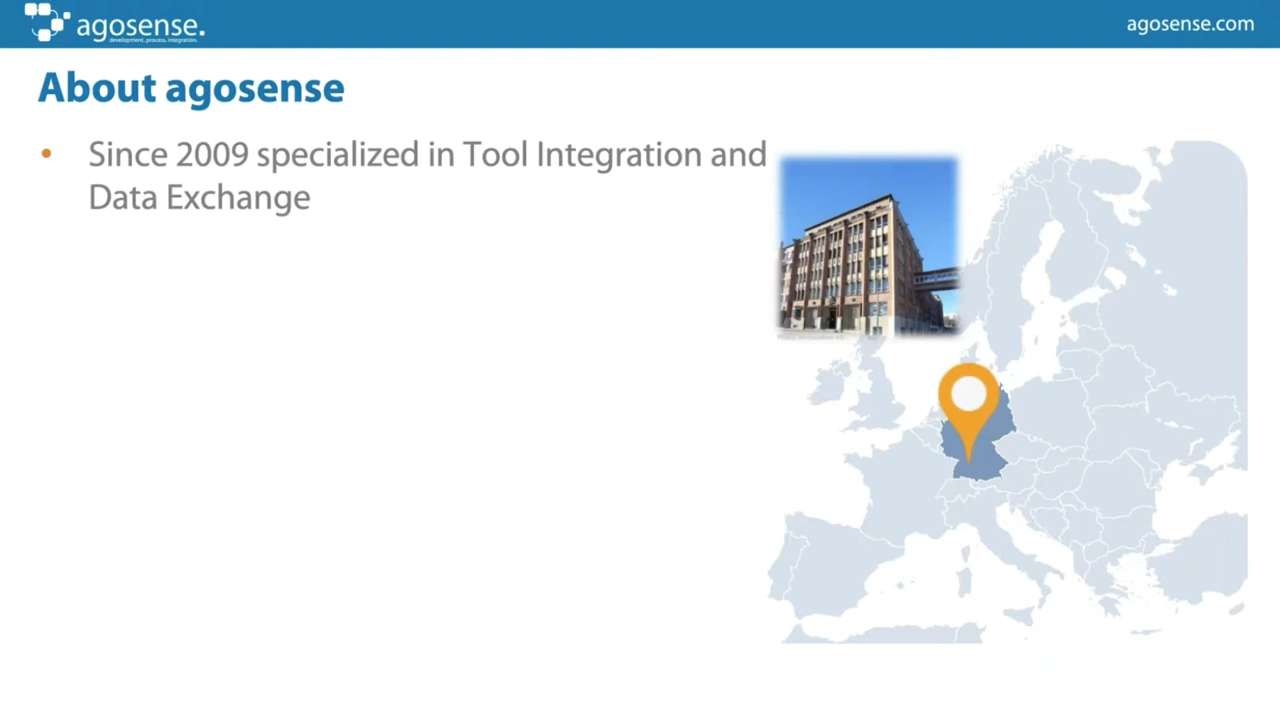 agosense.
development. process. integration.
agosense.com
About agosense
• Since 2009 specialized in Tool Integration and
Data Exchange